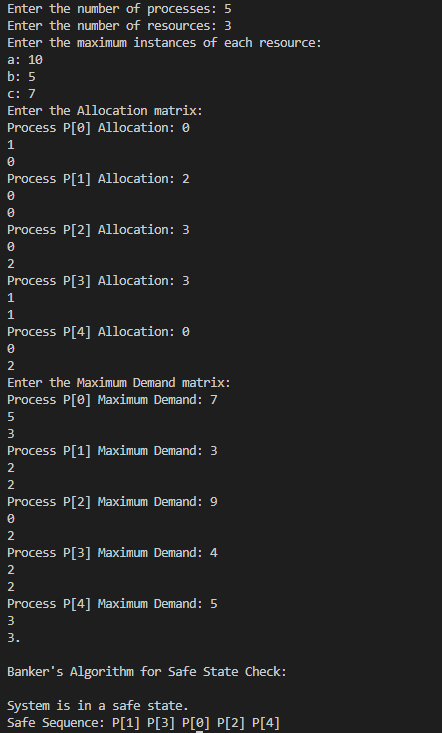 Enter the number of processes: 5
Enter the number of resources: 3
Enter the maximum instances of each resource:
a: 10
b: 5
c: 7
Enter the Allocation matrix:
Process P[0] Allocation: 0
1
0
Process P[1] Allocation: 2
0
0
Process P[2] Allocation: 3
0
2
Process P[3] Allocation: 3
1
1
Process P[4] Allocation: 0
0
2
Enter the Maximum Demand matrix:
Process P[0] Maximum Demand: 7
5
3
Process P[1] Maximum Demand: 3
2
2
Process P[2] Maximum Demand: 9
0
2
Process P[3] Maximum Demand: 4
2
2
Process P[4] Maximum Demand: 5
3
3.
Banker's Algorithm for Safe State Check:
System is in a safe state.
Safe Sequence: P[1] P[3] P[0] P[2] P[4]